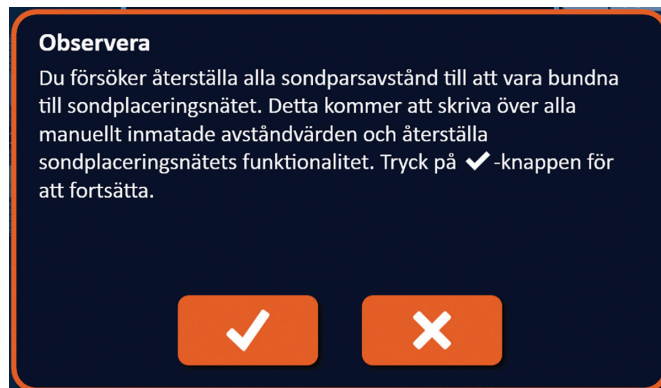 Observera
Du försöker återställa alla sondparsavstånd till att vara bundna
till sondplaceringsnätet. Detta kommer att skriva över alla
manuellt inmatade avståndvärden och återställa
sondplaceringsnätets funktionalitet. Tryck på ✔-knappen för
att fortsätta.